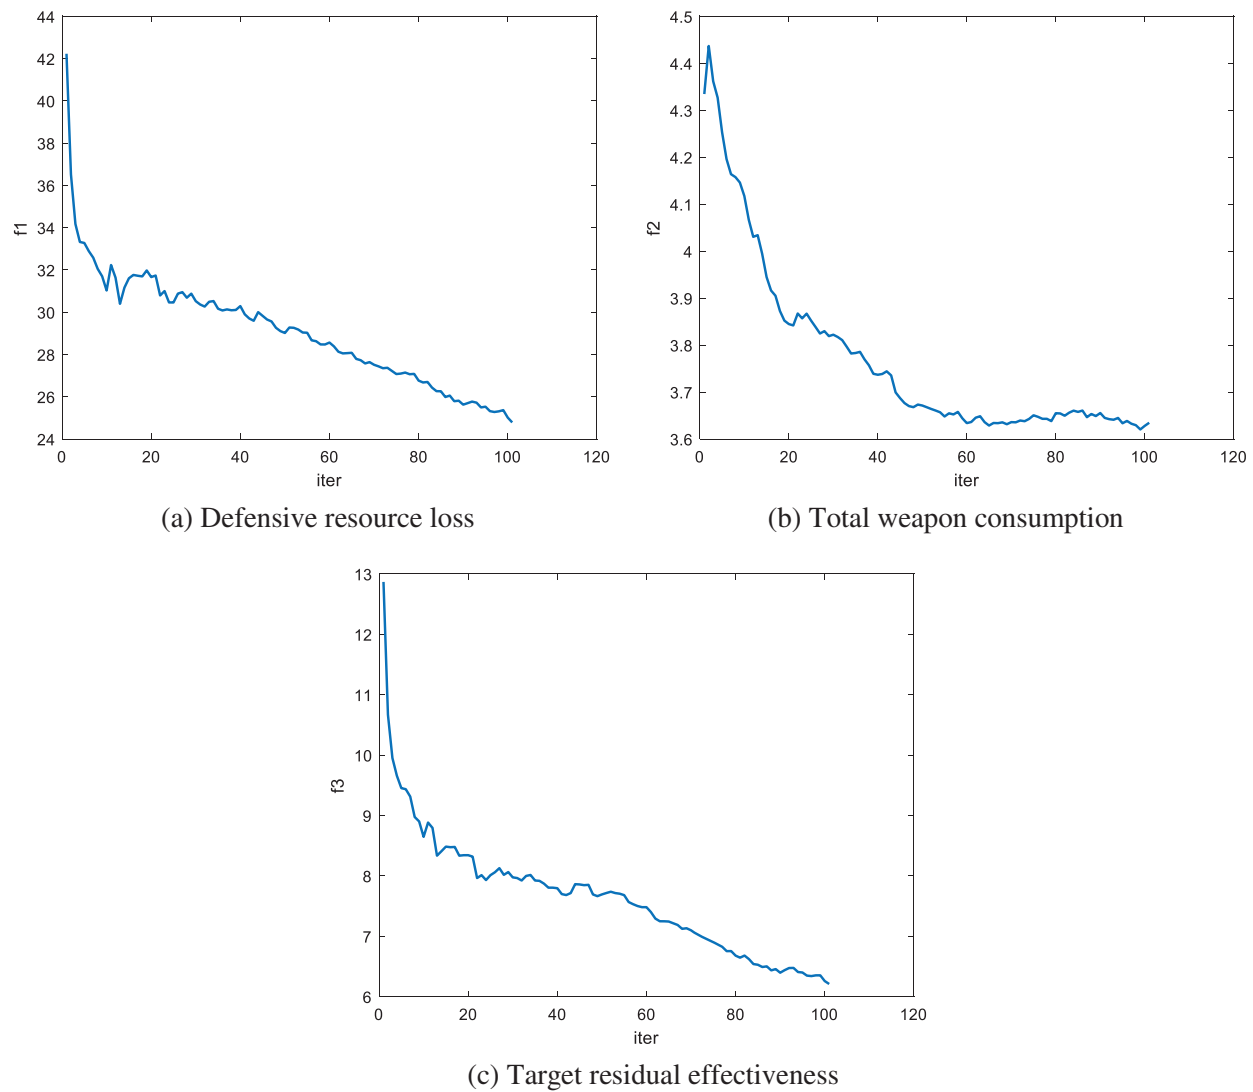 44
42
40
38
36
34
32
30
28
26
24
f1
0 20 40 60 80 100 120
iter
(a) Defensive resource loss
4.5
4.4
4.3
4.2
4.1
4
3.9
3.8
3.7
3.6
f2
0 20 40 60 80 100 120
iter
(b) Total weapon consumption
13
12
11
10
9
8
7
6
f3
0 20 40 60 80 100 120
iter
(c) Target residual effectiveness